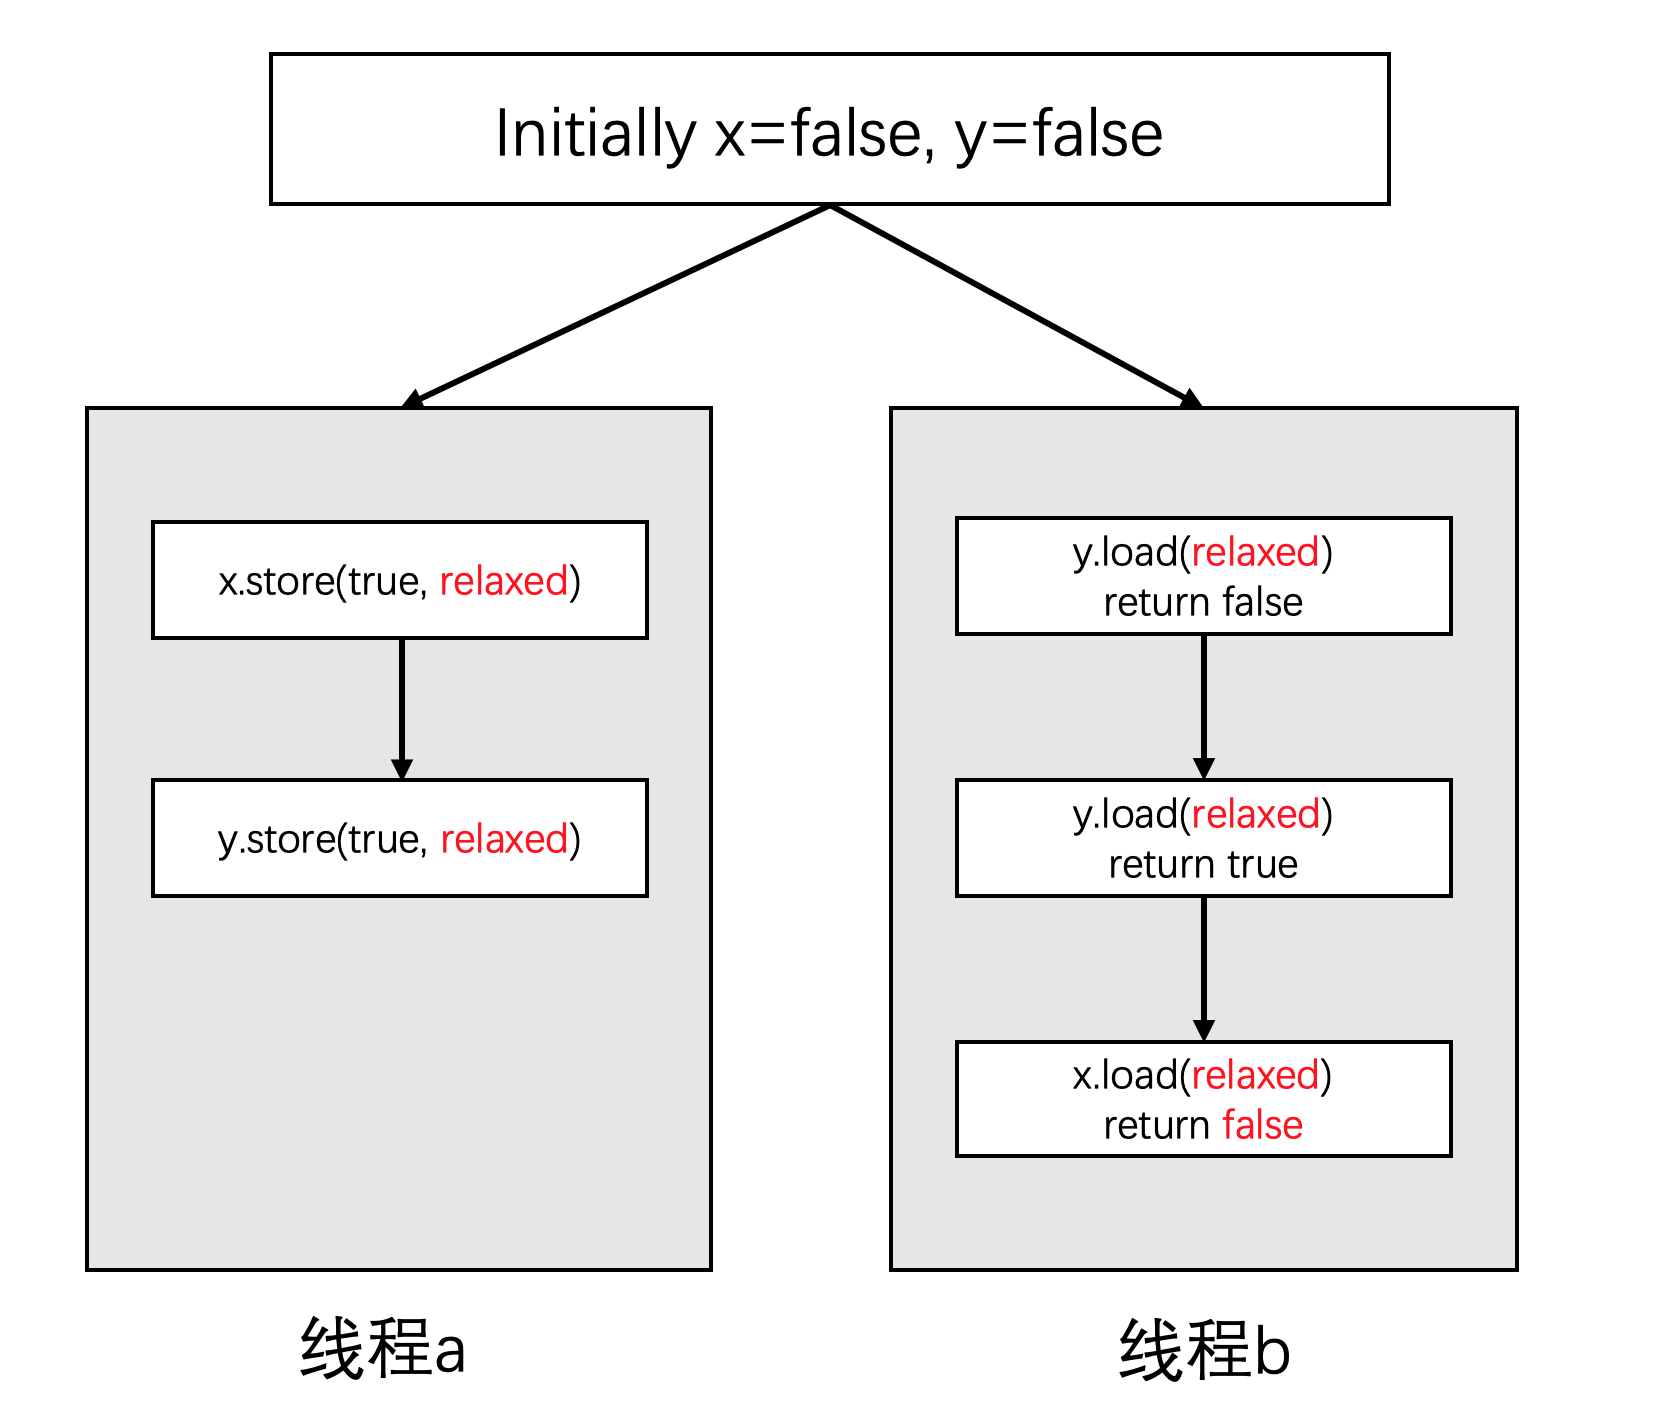 Initially x=false, y=false
x.store(true, relaxed)
y.store(true, relaxed)
线程a
y.load(relaxed)
return false
y.load(relaxed)
return true
x.load(relaxed)
return false
线程b